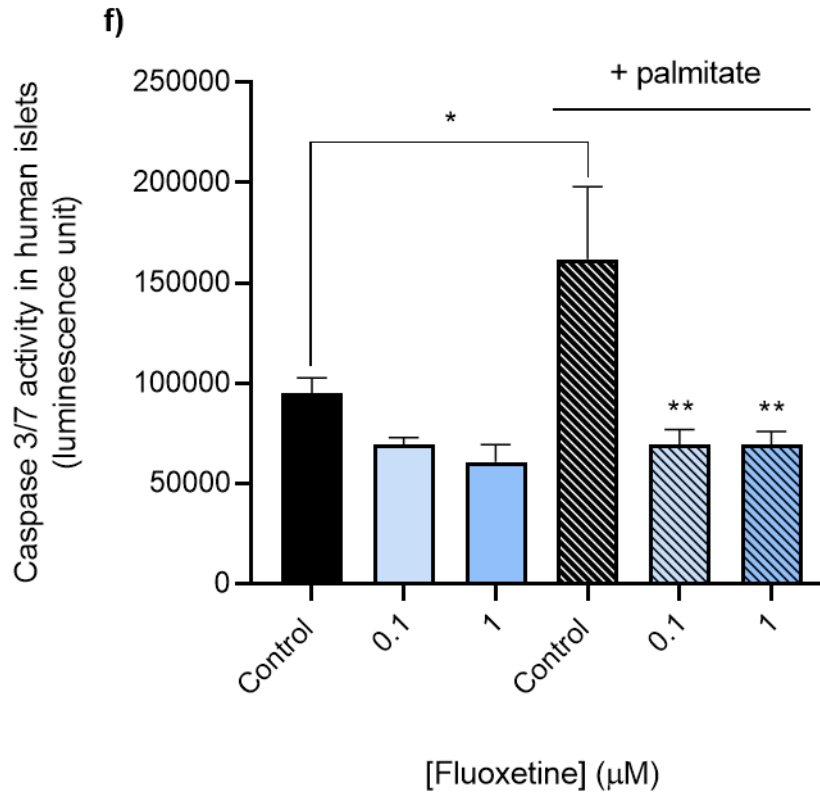 f)
+ palmitate
*
250000
200000
150000
100000
50000
0
Caspase 3/7 activity in human islets
(luminescence unit)
** **
Control 0.1 1 Control 0.1 1
[Fluoxetine] (μM)